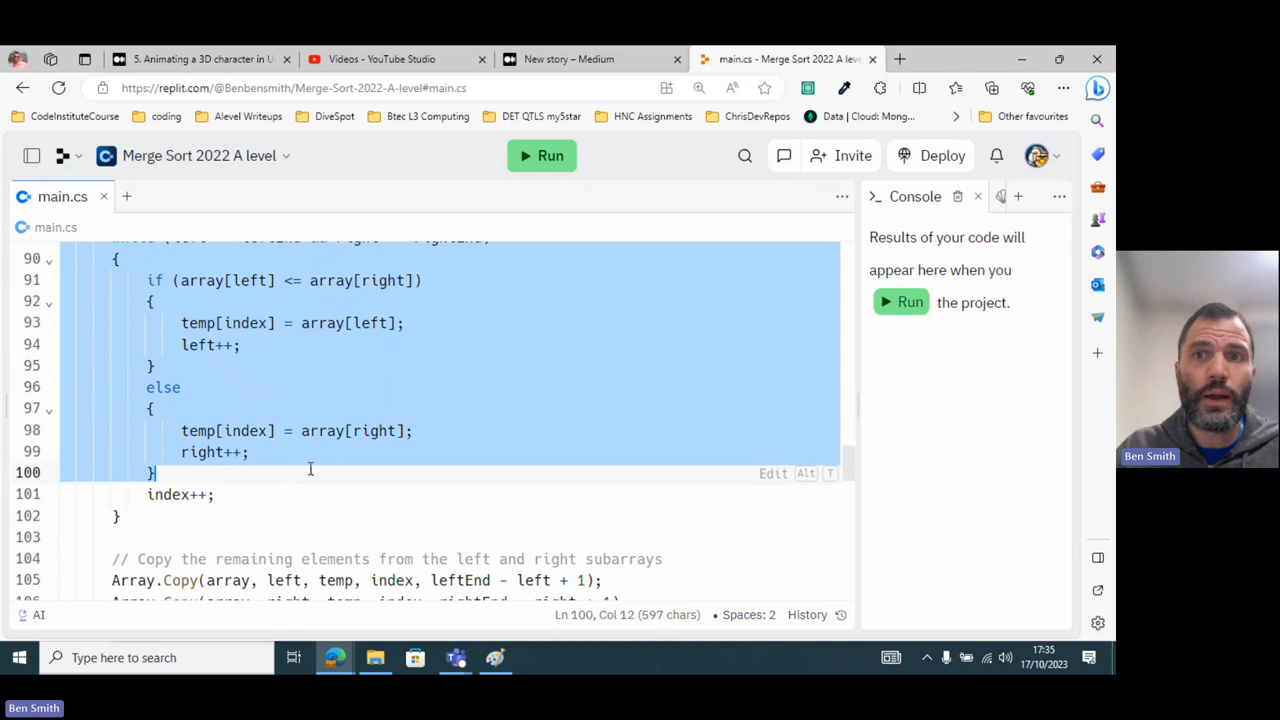 5. Animating a 3D character in U
Videos - YouTube Studio
New story – Medium
main.cs - Merge Sort 2022 A leve
https://replit.com/@Benbensmith/Merge-Sort-2022-A-level#main.cs
CodeInstituteCourse
coding
Alevel Writeups
DiveSpot
Btec L3 Computing
DET QTLS my5star
HNC Assignments
ChrisDevRepos
Data | Cloud: Mong...
Other favourites
Merge Sort 2022 A level
Run
Invite
Deploy
main.cs
Console
main.cs
90 {
91 if (array[left] <= array[right])
92 {
93 temp[index] = array[left];
94 left++;
95 }
96 else
97 {
98 temp[index] = array[right];
99 right++;
100 }
Edit Alt T
101 index++;
102 }
103
104 // Copy the remaining elements from the left and right subarrays
105 Array.Copy(array, left, temp, index, leftEnd - left + 1);
Results of your code will
appear here when you
Run the project.
AI
Ln 100, Col 12 (597 chars)
Spaces: 2
History
Ben Smith
Type here to search
17:35
17/10/2023
Ben Smith